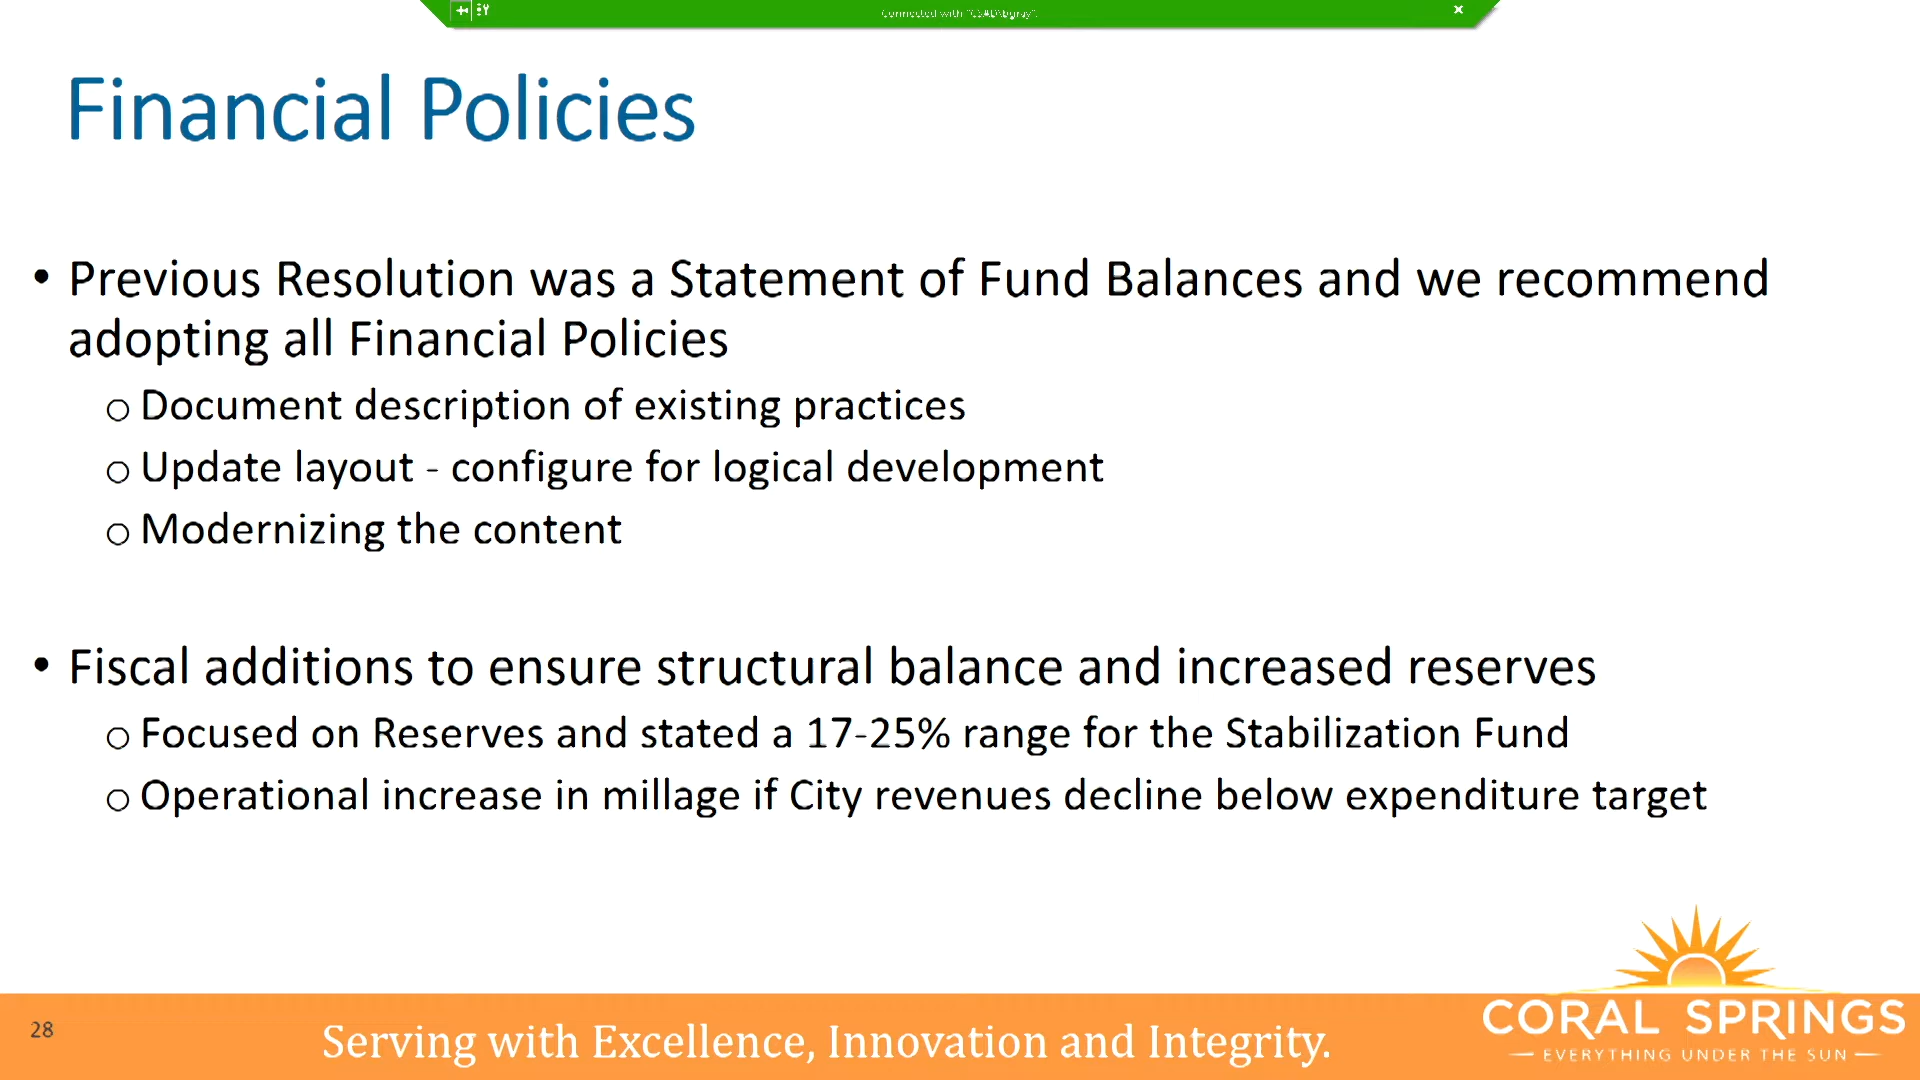 Financial Policies
• Previous Resolution was a Statement of Fund Balances and we recommend
adopting all Financial Policies
o Document description of existing practices
o Update layout - configure for logical development
o Modernizing the content
• Fiscal additions to ensure structural balance and increased reserves
o Focused on Reserves and stated a 17-25% range for the Stabilization Fund
o Operational increase in millage if City revenues decline below expenditure target
28
Serving with Excellence, Innovation and Integrity.
CORAL SPRINGS
EVERYTHING UNDER THE SUN